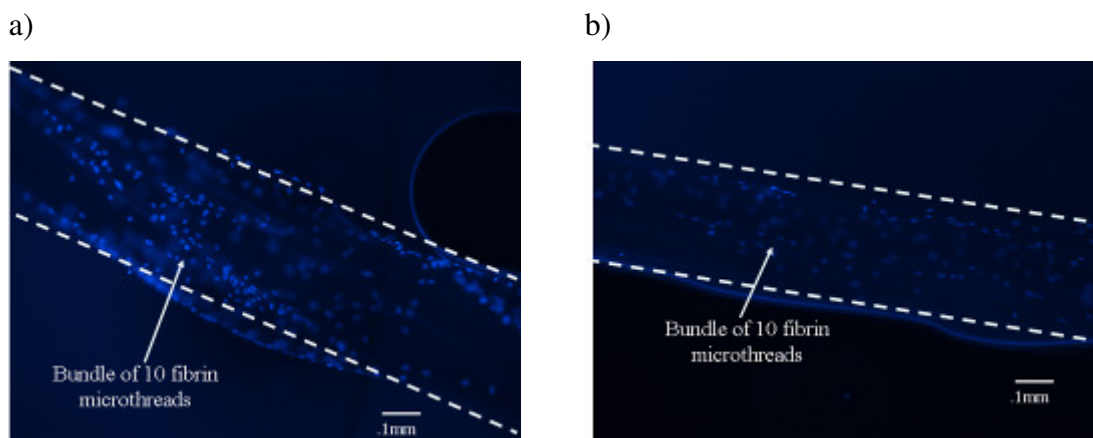 a)
b)
Bundle of 10 fibrin
microthreads
.1mm
Bundle of 10 fibrin
microthreads
.1mm